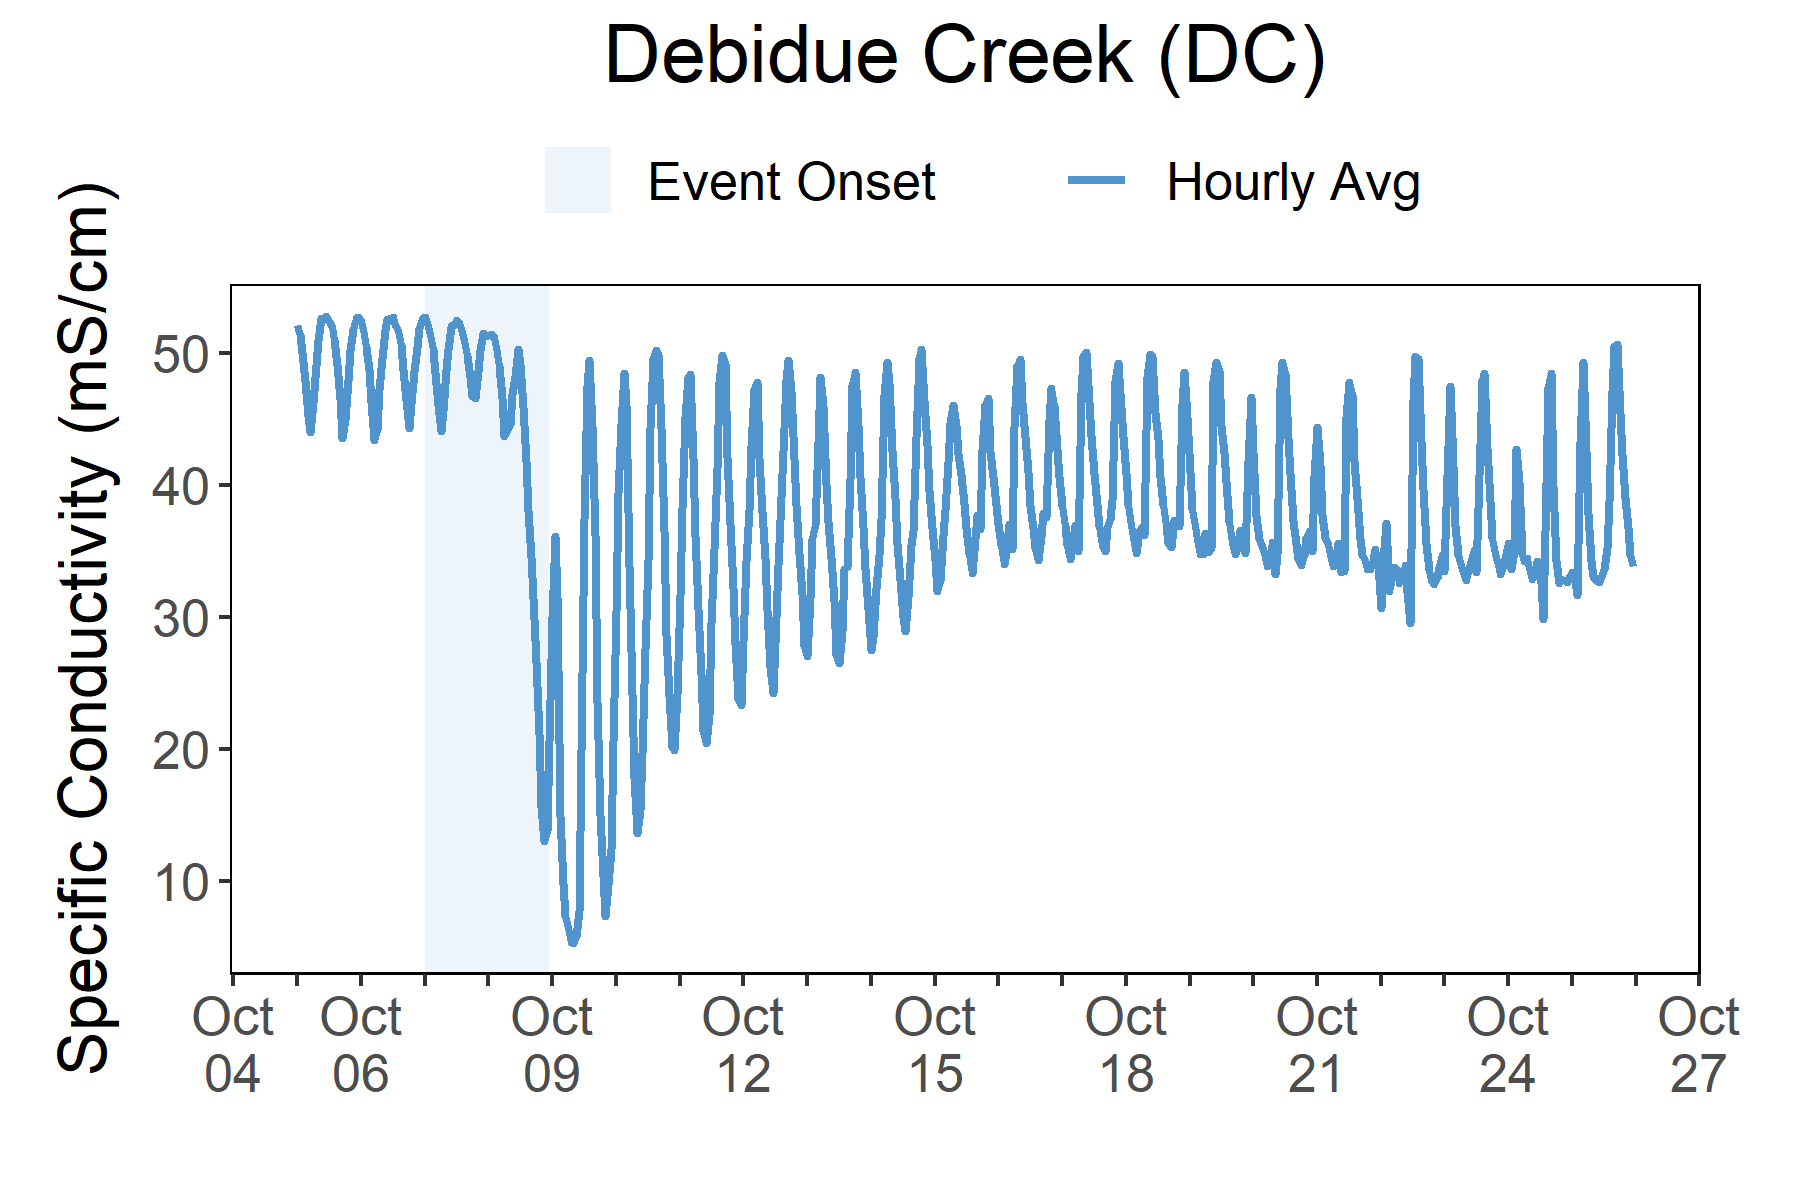 Debidue Creek (DC)
Event Onset
Hourly Avg
Specific Conductivity (mS/cm)
50
40
30
20
10
Oct 04
Oct 06
Oct 09
Oct 12
Oct 15
Oct 18
Oct 21
Oct 24
Oct 27